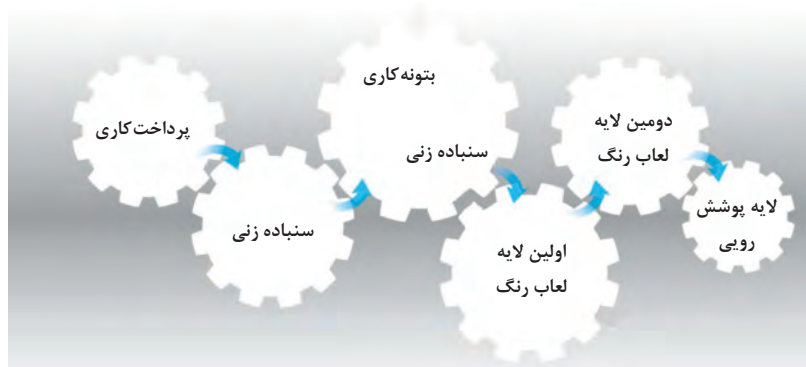 پرداخت‌کاری
سنباده زنی
بتونه‌کاری
سنباده زنی
اولین لایه
لعاب رنگ
دومین لایه
لعاب رنگ
لایه پوشش
رویی